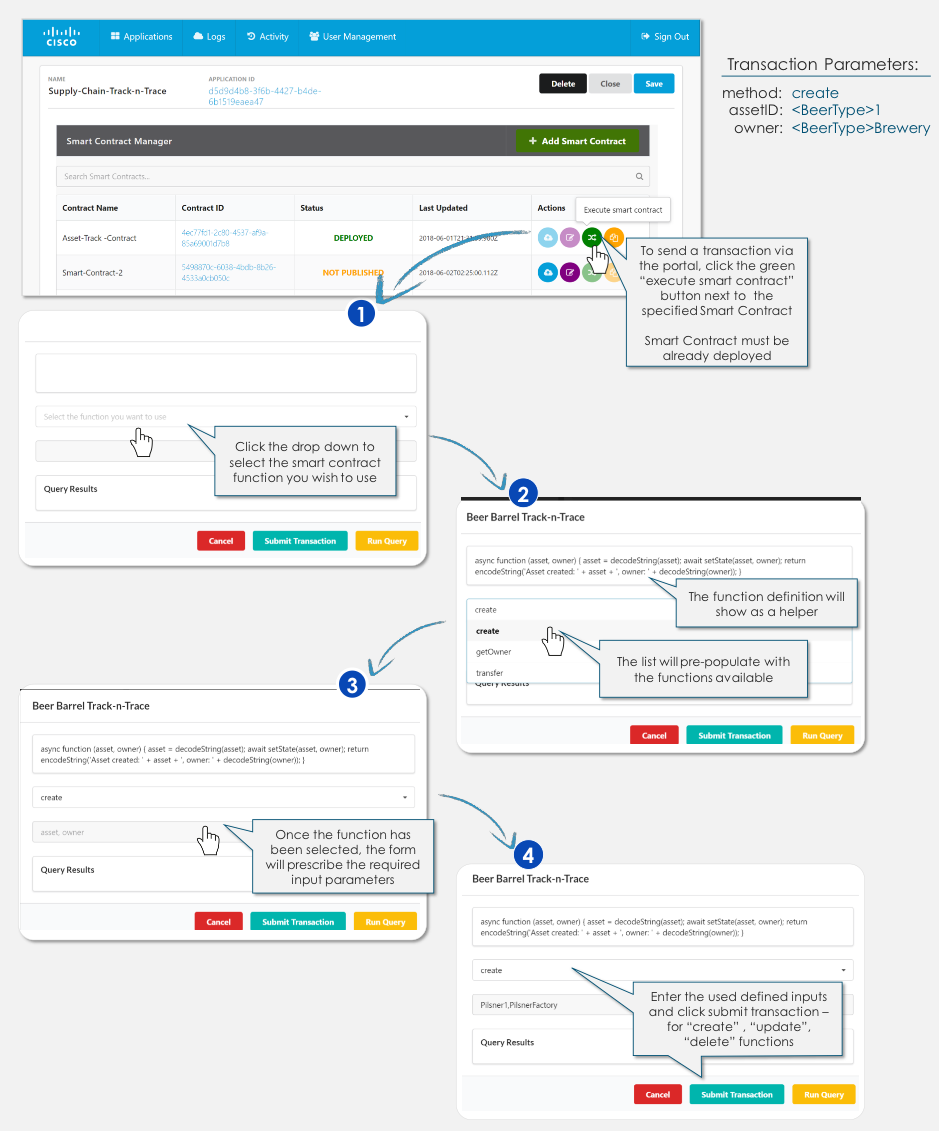 CISCO
Applications
Logs
Activity
User Management
Sign Out
NAME
Supply-Chain-Track-n-Trace
APPLICATION ID
d5d9d4b8-3f6b-4427-b4de-
6b1519eaea47
Delete
Close
Save
Transaction Parameters:
method: create
assetID: <BeerType>1
owner: <BeerType>Brewery
Smart Contract Manager
+ Add Smart Contract
Search Smart Contracts...
Contract Name
Contract ID
Status
Last Updated
Actions
Execute smart contract
Asset-Track -Contract
4ec77fb1-2c80-4537-af9a-
85a69001d7b8
DEPLOYED
Smart-Contract-2
5498870c-6038-4bdb-8b26-
4533a0cb050c
NOT PUBLISHED
2018-06-02T02:25:00.112Z
To send a transaction via
the portal, click the green
“execute smart contract”
button next to the
specified Smart Contract
Smart Contract must be
already deployed
1
Select the function you want to use
Click the drop down to
select the smart contract
function you wish to use
Query Results
Cancel
Submit Transaction
Run Query
2
Beer Barrel Track-n-Trace
async function (asset, owner) { asset = decodeString(asset); await setState(asset, owner); return
encodeString('Asset created: ' + asset + ', owner: ' + decodeString(owner)); }
The function definition will
show as a helper
create
create
getOwner
transfer
The list will pre-populate with
the functions available
Query Results
Cancel
Submit Transaction
Run Query
3
Beer Barrel Track-n-Trace
async function (asset, owner) { asset = decodeString(asset); await setState(asset, owner); return
encodeString('Asset created: ' + asset + ', owner: ' + decodeString(owner)); }
create
asset, owner
Once the function has
been selected, the form
will prescribe the required
input parameters
Query Results
Cancel
Submit Transaction
Run Query
4
Beer Barrel Track-n-Trace
async function (asset, owner) { asset = decodeString(asset); await setState(asset, owner); return
encodeString('Asset created: ' + asset + ', owner: ' + decodeString(owner)); }
create
Pilsner1,PilsnerFactory
Enter the used defined inputs
and click submit transaction –
for “create” , “update”,
“delete” functions
Query Results
Cancel
Submit Transaction
Run Query